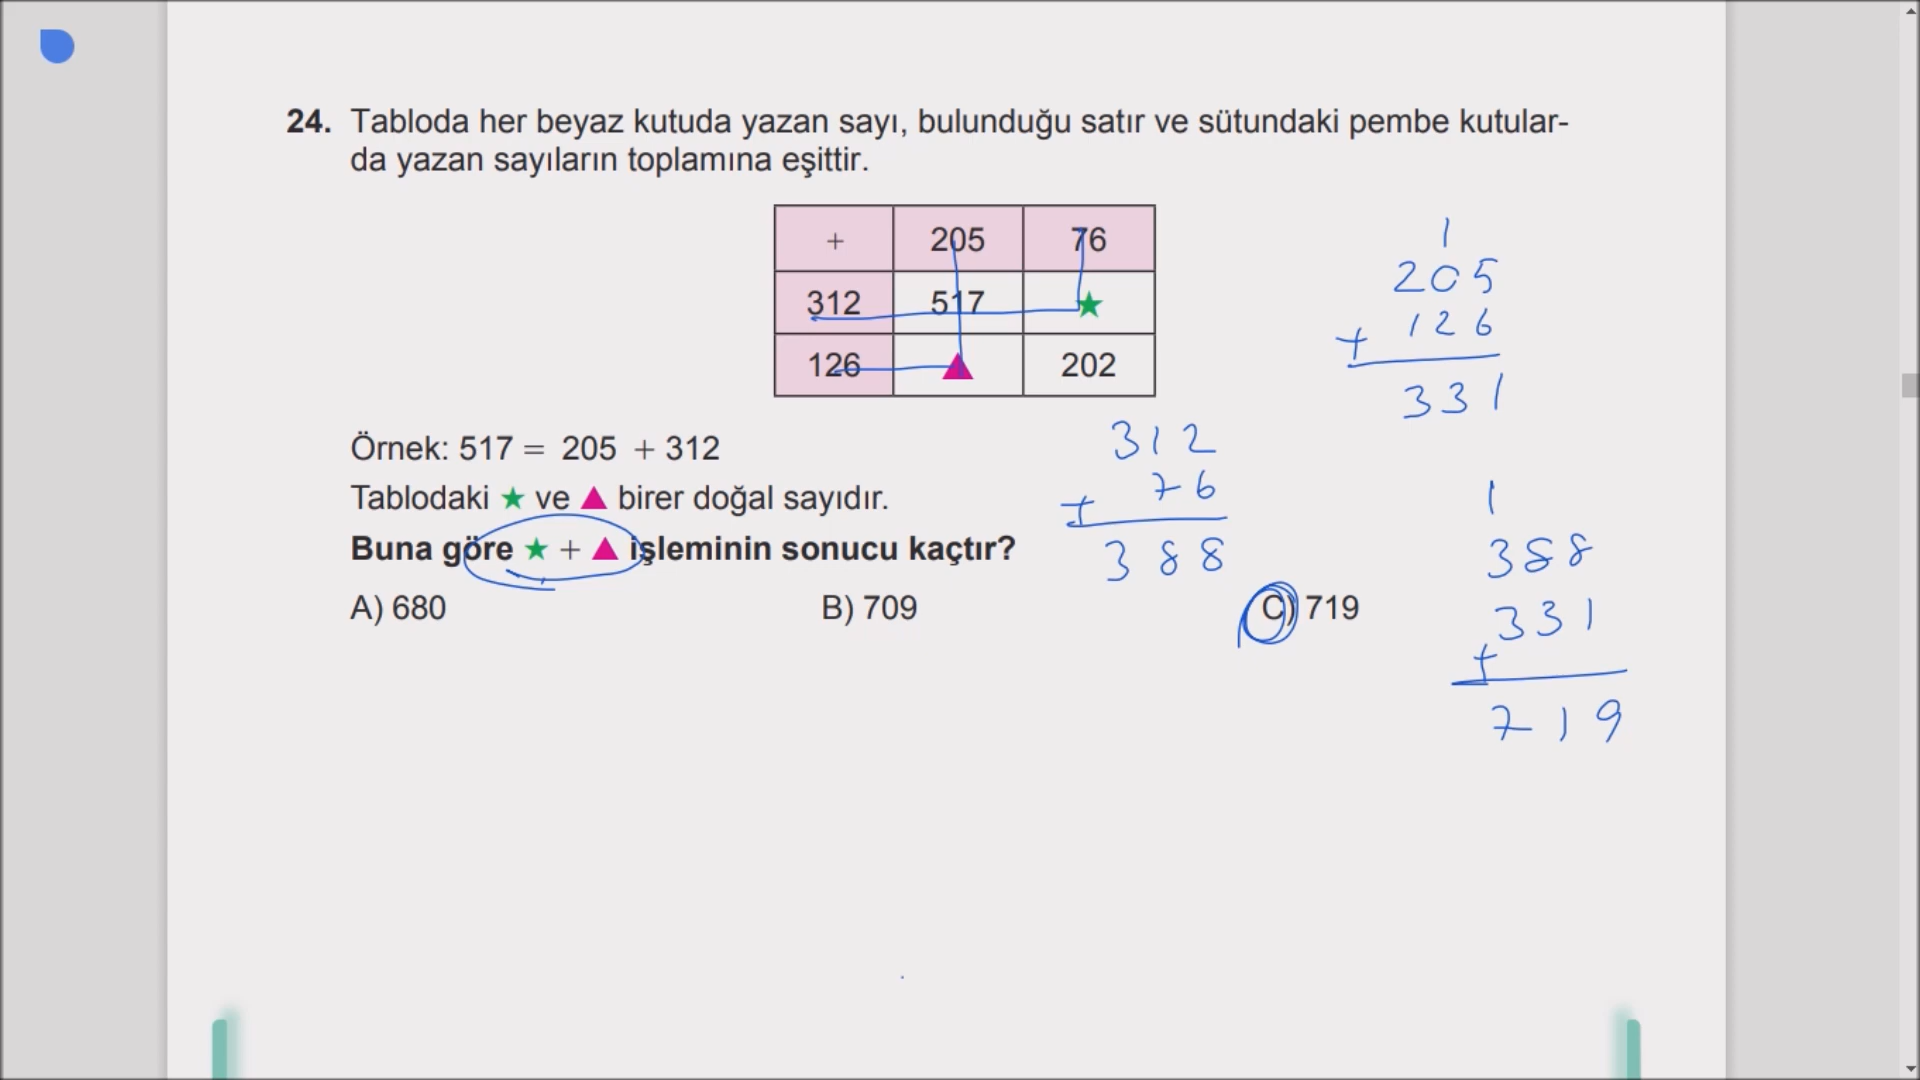 24. Tabloda her beyaz kutuda yazan sayı, bulunduğu satır ve sütundaki pembe kutular-
da yazan sayıların toplamına eşittir.
+ 205 76
312 517 ★
126 ▲ 202
Örnek: 517 = 205 + 312
Tablodaki ★ ve ▲ birer doğal sayıdır.
Buna göre ★ + ▲ işleminin sonucu kaçtır?
A) 680 B) 709 C) 719
1
205
+ 126
331
312
+ 76
388
1
388
331
+
719